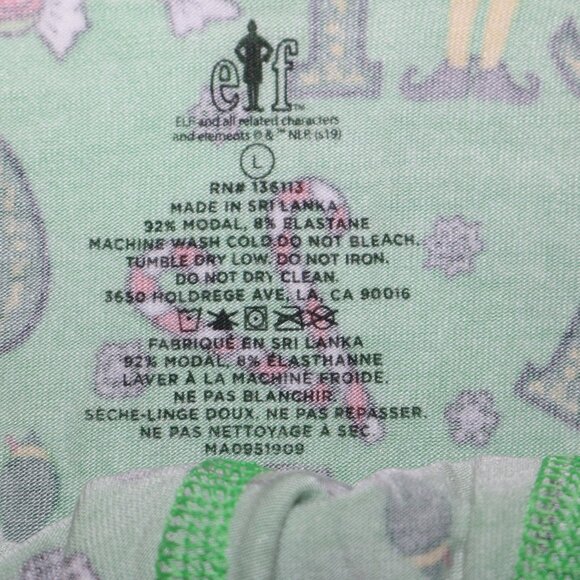 elf™
ELF and all related characters
and elements © & ™ NLP. (s19)
L
RN# 136113
MADE IN SRI LANKA
92% MODAL, 8% ELASTANE
MACHINE WASH COLD.DO NOT BLEACH.
TUMBLE DRY LOW. DO NOT IRON.
DO NOT DRY CLEAN.
3650 HOLDREGE AVE, LA, CA 90016
FABRIQUÉ EN SRI LANKA
92% MODAL, 8% ÉLASTHANNE
LAVER À LA MACHINE FROIDE.
NE PAS BLANCHIR.
SÈCHE-LINGE DOUX. NE PAS REPASSER.
NE PAS NETTOYAGE À SEC
MA0951909